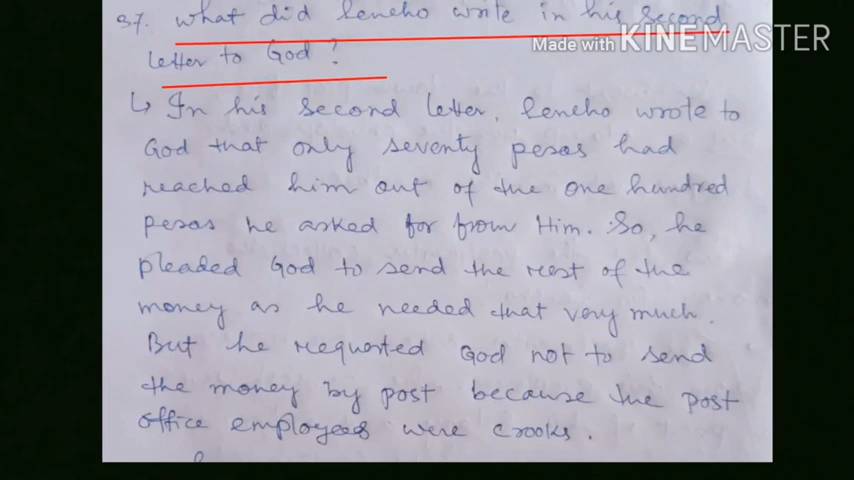 37. What did Lencho write in his second
Made with KINEMASTER
letter to God?
↳ In his second letter, Lencho wrote to
God that only seventy pesos had
reached him out of the one hundred
pesos he asked for from Him. So, he
pleaded God to send the rest of the
money as he needed that very much.
But he requested God not to send
the money by post because the post
office employees were crooks.